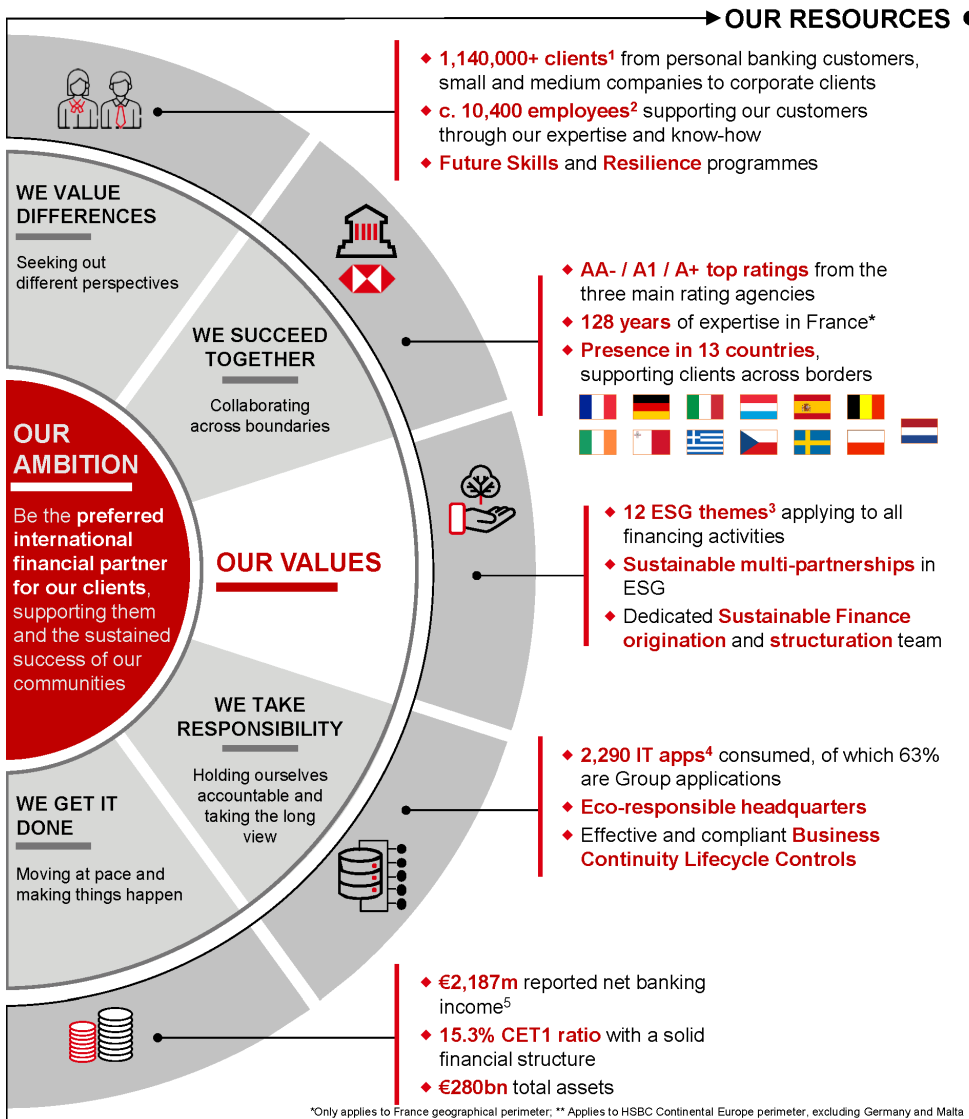 OUR RESOURCES
◆ 1,140,000+ clients¹ from personal banking customers,
small and medium companies to corporate clients
◆ c. 10,400 employees² supporting our customers
through our expertise and know-how
◆ Future Skills and Resilience programmes
WE VALUE
DIFFERENCES
Seeking out
different perspectives
◆ AA- / A1 / A+ top ratings from the
three main rating agencies
◆ 128 years of expertise in France*
◆ Presence in 13 countries,
supporting clients across borders
WE SUCCEED
TOGETHER
Collaborating
across boundaries
OUR
AMBITION
Be the preferred
international
financial partner
for our clients,
supporting them
and the sustained
success of our
communities
OUR VALUES
◆ 12 ESG themes³ applying to all
financing activities
◆ Sustainable multi-partnerships in
ESG
◆ Dedicated Sustainable Finance
origination and structuration team
WE TAKE
RESPONSIBILITY
Holding ourselves
accountable and
taking the long
view
◆ 2,290 IT apps⁴ consumed, of which 63%
are Group applications
◆ Eco-responsible headquarters
◆ Effective and compliant Business
Continuity Lifecycle Controls
WE GET IT
DONE
Moving at pace and
making things happen
◆ €2,187m reported net banking
income⁵
◆ 15.3% CET1 ratio with a solid
financial structure
◆ €280bn total assets
*Only applies to France geographical perimeter; ** Applies to HSBC Continental Europe perimeter, excluding Germany and Malta